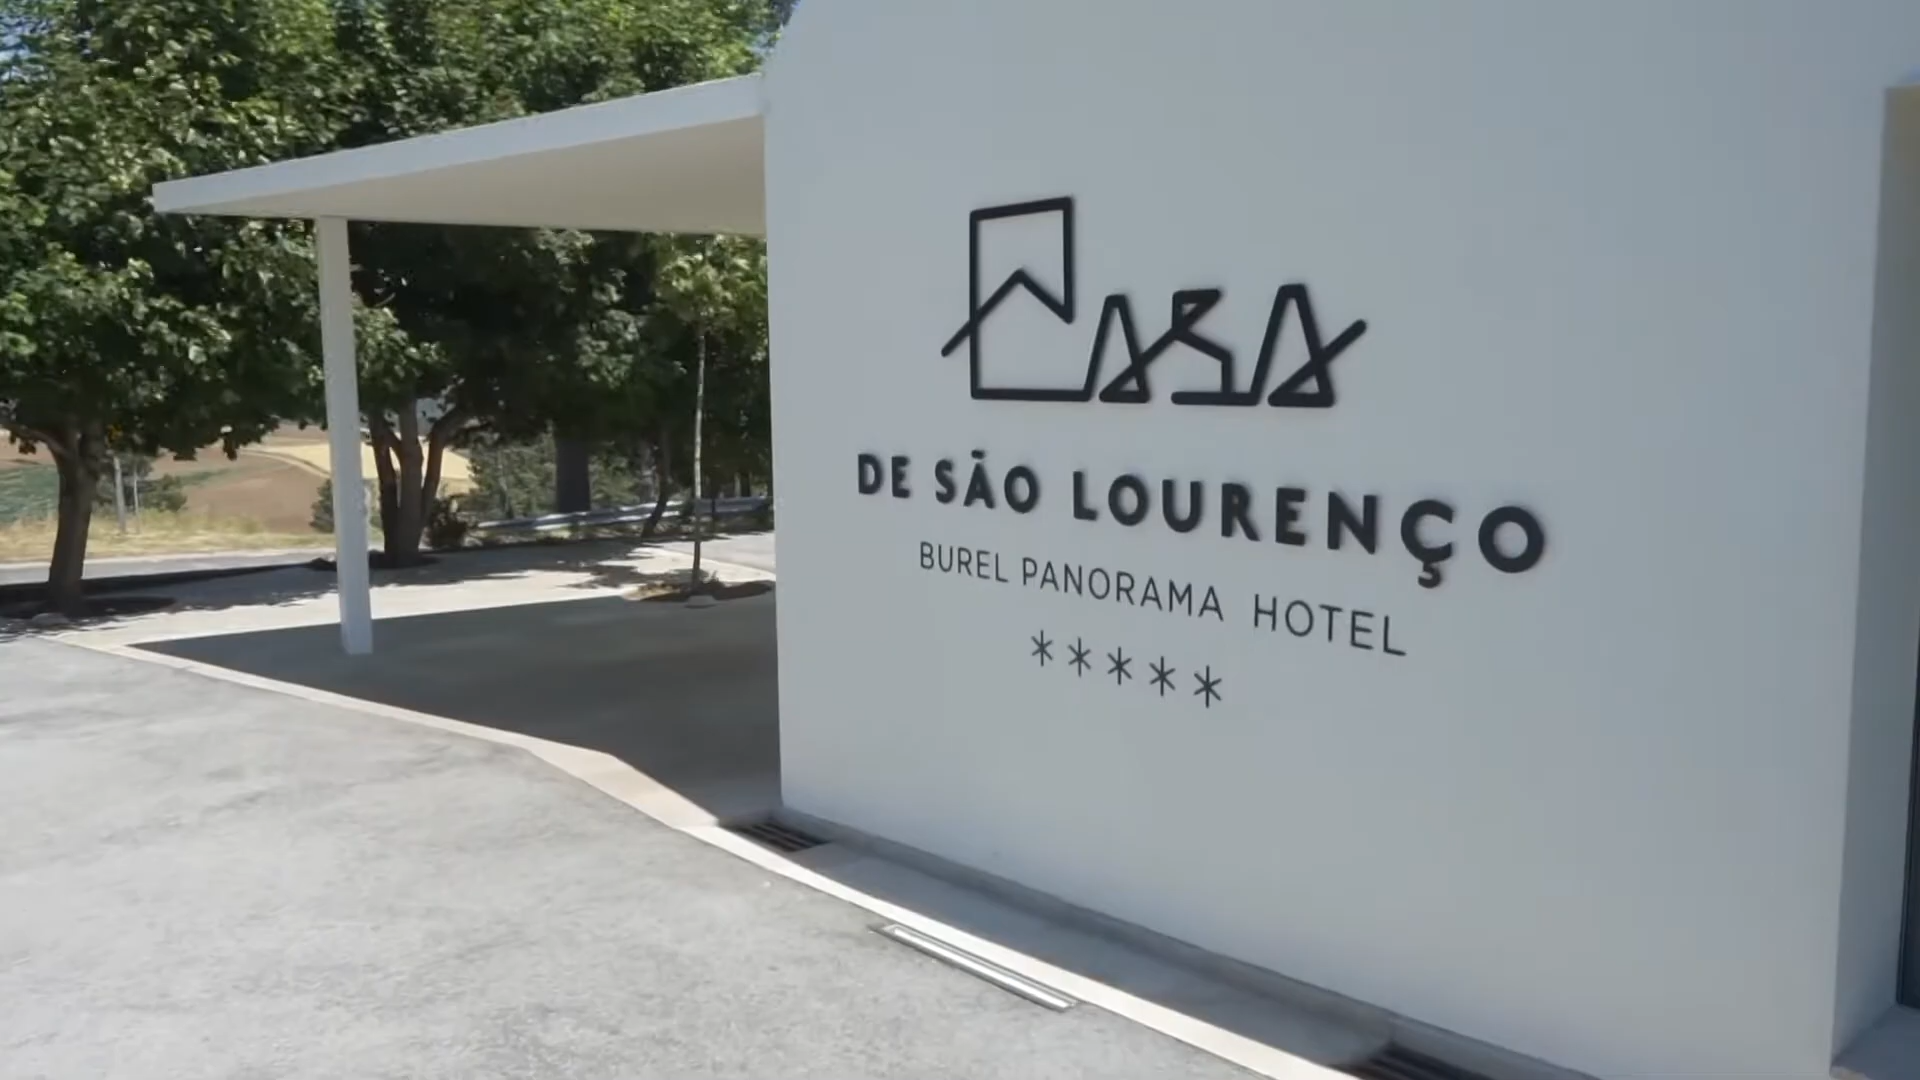 CASA
DE SÃO LOURENÇO
BUREL PANORAMA HOTEL
*****